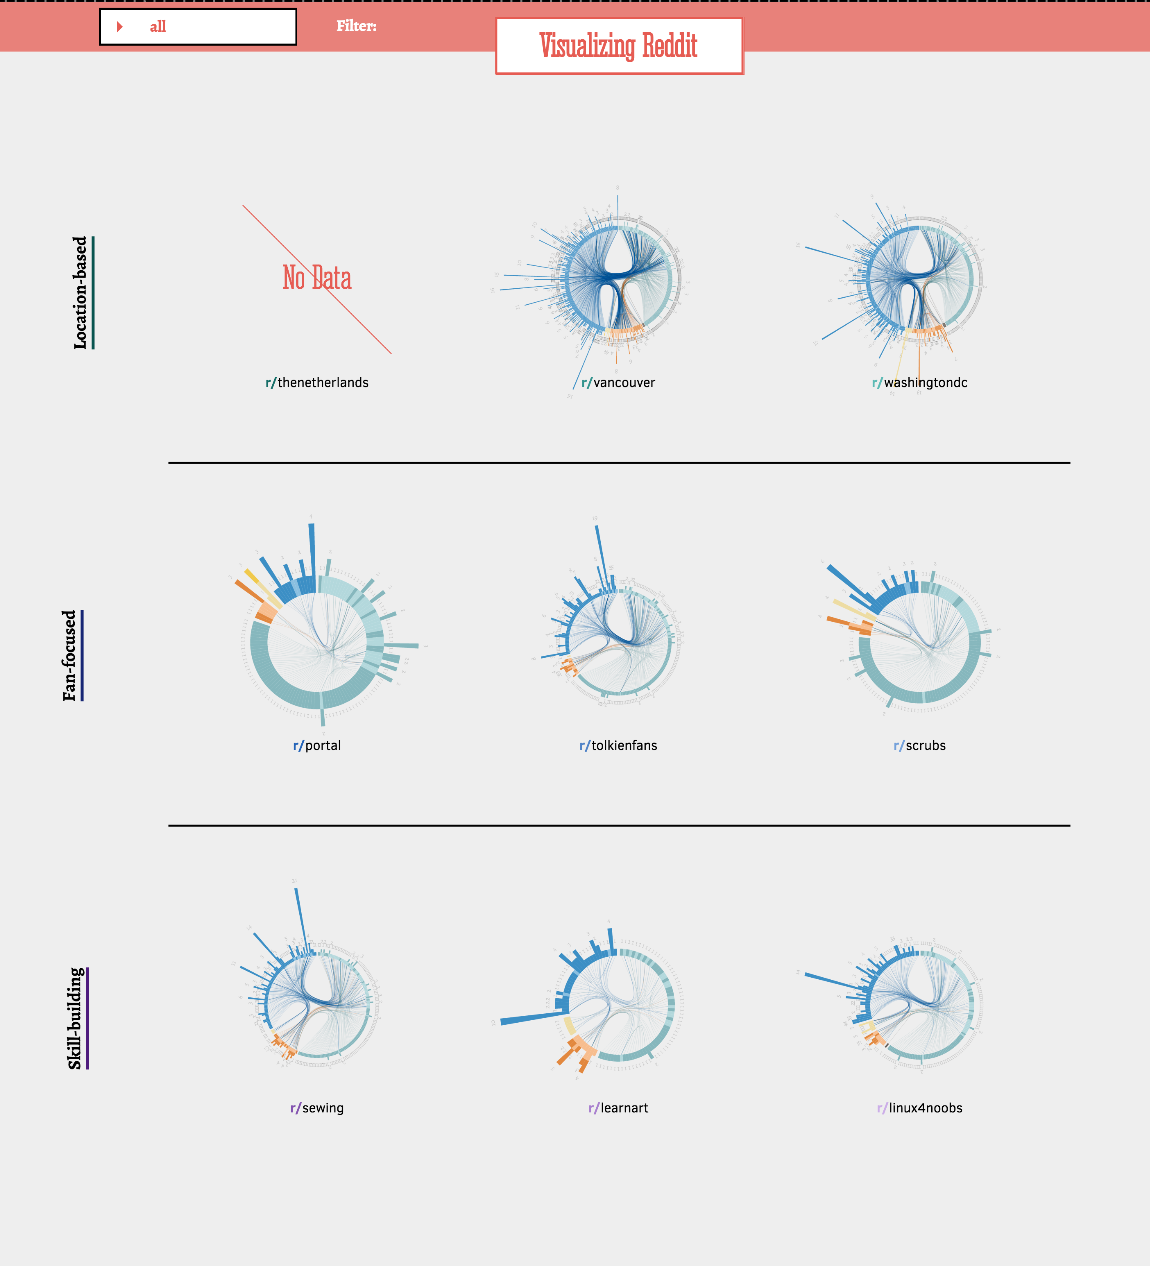 all
Filter:
Visualizing Reddit
Location-based
No Data
r/thenetherlands
r/vancouver
r/washingtondc
Fan-focused
r/portal
r/tolkienfans
r/scrubs
Skill-building
r/sewing
r/learnart
r/linux4noobs